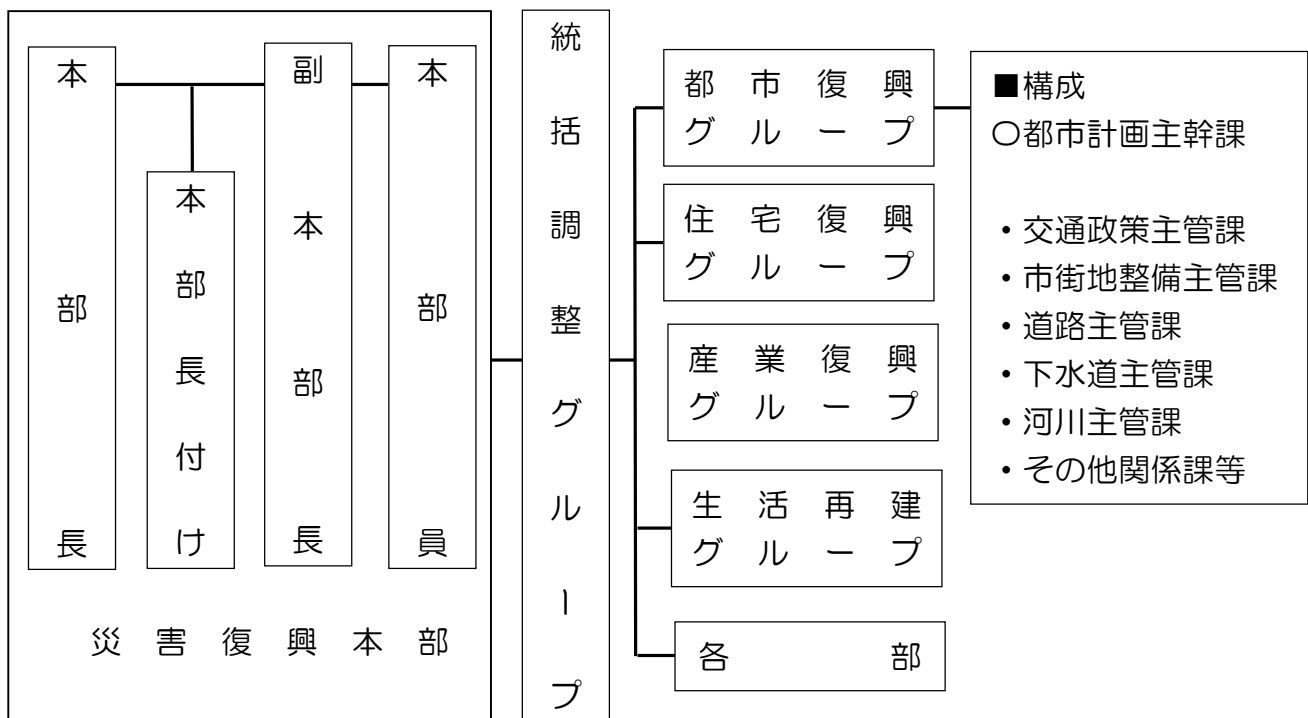 本部長
本部長付け
副本部長
本部員
災害復興本部
統括調整グループ
都市復興
グループ
住宅復興
グループ
産業復興
グループ
生活再建
グループ
各部
■構成
○都市計画主幹課
・交通政策主管課
・市街地整備主管課
・道路主管課
・下水道主管課
・河川主管課
・その他関係課等